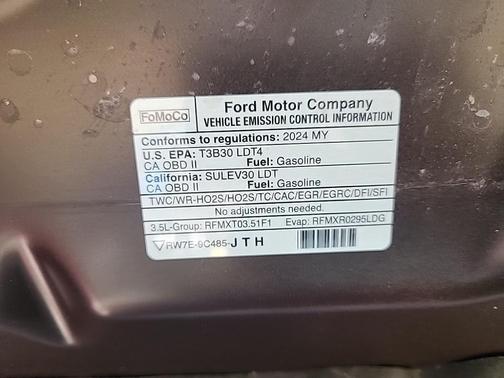 FoMoCo
Ford Motor Company
VEHICLE EMISSION CONTROL INFORMATION
Conforms to regulations: 2024 MY
U.S. EPA: T3B30 LDT4
CA OBD II Fuel: Gasoline
California: SULEV30 LDT
CA OBD II Fuel: Gasoline
TWC/WR-HO2S/HO2S/TC/CAC/EGR/EGRC/DFI/SFI
No adjustments needed.
3.5L-Group: RFMXT03.51F1 Evap: RFMXR0295LDG
RW7E-9C485-JTH